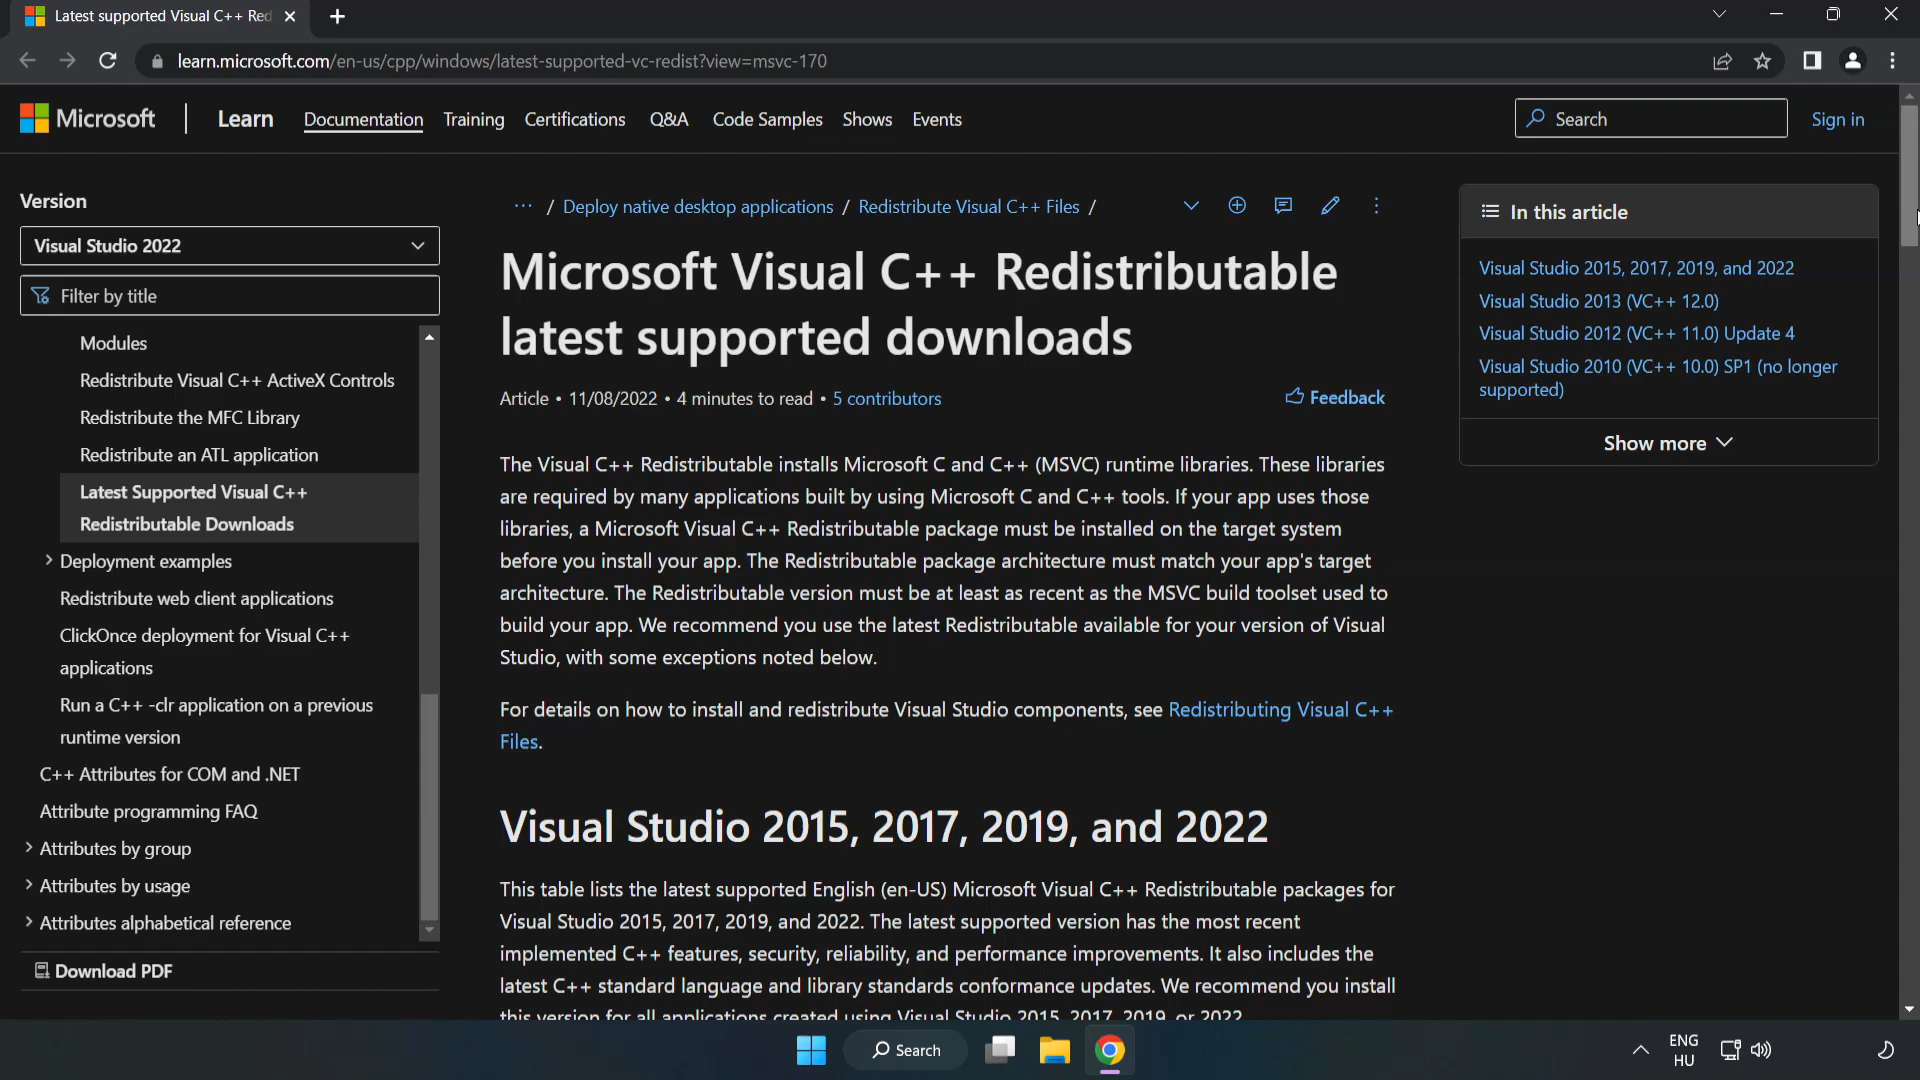 Latest supported Visual C++ Red
learn.microsoft.com/en-us/cpp/windows/latest-supported-vc-redist?view=msvc-170
Microsoft
Learn
Documentation
Training
Certifications
Q&A
Code Samples
Shows
Events
Search
Sign in
Version
Visual Studio 2022
Filter by title
Modules
Redistribute Visual C++ ActiveX Controls
Redistribute the MFC Library
Redistribute an ATL application
Latest Supported Visual C++
Redistributable Downloads
Deployment examples
Redistribute web client applications
ClickOnce deployment for Visual C++
applications
Run a C++ -clr application on a previous
runtime version
C++ Attributes for COM and .NET
Attribute programming FAQ
Attributes by group
Attributes by usage
Attributes alphabetical reference
Download PDF
··· / Deploy native desktop applications / Redistribute Visual C++ Files /
Microsoft Visual C++ Redistributable
latest supported downloads
Article • 11/08/2022 • 4 minutes to read • 5 contributors
Feedback
The Visual C++ Redistributable installs Microsoft C and C++ (MSVC) runtime libraries. These libraries
are required by many applications built by using Microsoft C and C++ tools. If your app uses those
libraries, a Microsoft Visual C++ Redistributable package must be installed on the target system
before you install your app. The Redistributable package architecture must match your app's target
architecture. The Redistributable version must be at least as recent as the MSVC build toolset used to
build your app. We recommend you use the latest Redistributable available for your version of Visual
Studio, with some exceptions noted below.
For details on how to install and redistribute Visual Studio components, see Redistributing Visual C++
Files.
Visual Studio 2015, 2017, 2019, and 2022
This table lists the latest supported English (en-US) Microsoft Visual C++ Redistributable packages for
Visual Studio 2015, 2017, 2019, and 2022. The latest supported version has the most recent
implemented C++ features, security, reliability, and performance improvements. It also includes the
latest C++ standard language and library standards conformance updates. We recommend you install
this version for all applications created using Visual Studio 2015, 2017, 2019, or 2022.
In this article
Visual Studio 2015, 2017, 2019, and 2022
Visual Studio 2013 (VC++ 12.0)
Visual Studio 2012 (VC++ 11.0) Update 4
Visual Studio 2010 (VC++ 10.0) SP1 (no longer
supported)
Show more
Search
ENG
HU